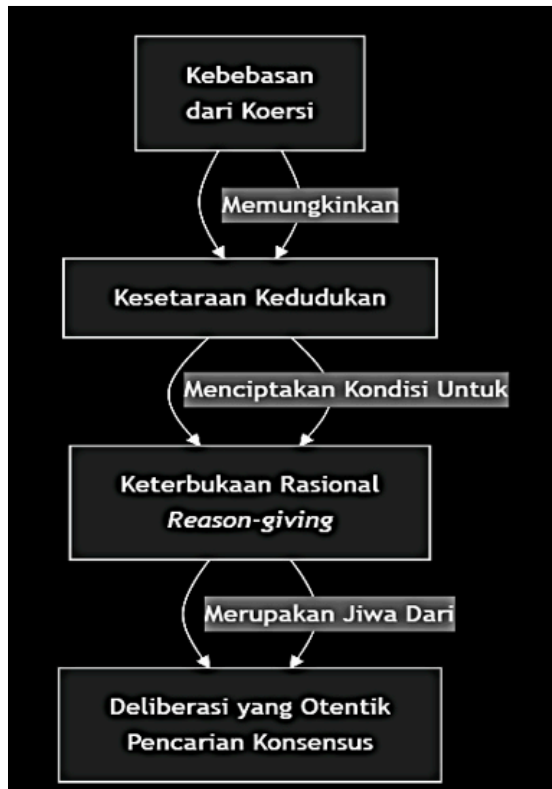 Kebebasan
dari Koersi
Memungkinkan
Kesetaraan Kedudukan
Menciptakan Kondisi Untuk
Keterbukaan Rasional
Reason-giving
Merupakan Jiwa Dari
Deliberasi yang Otentik
Pencarian Konsensus